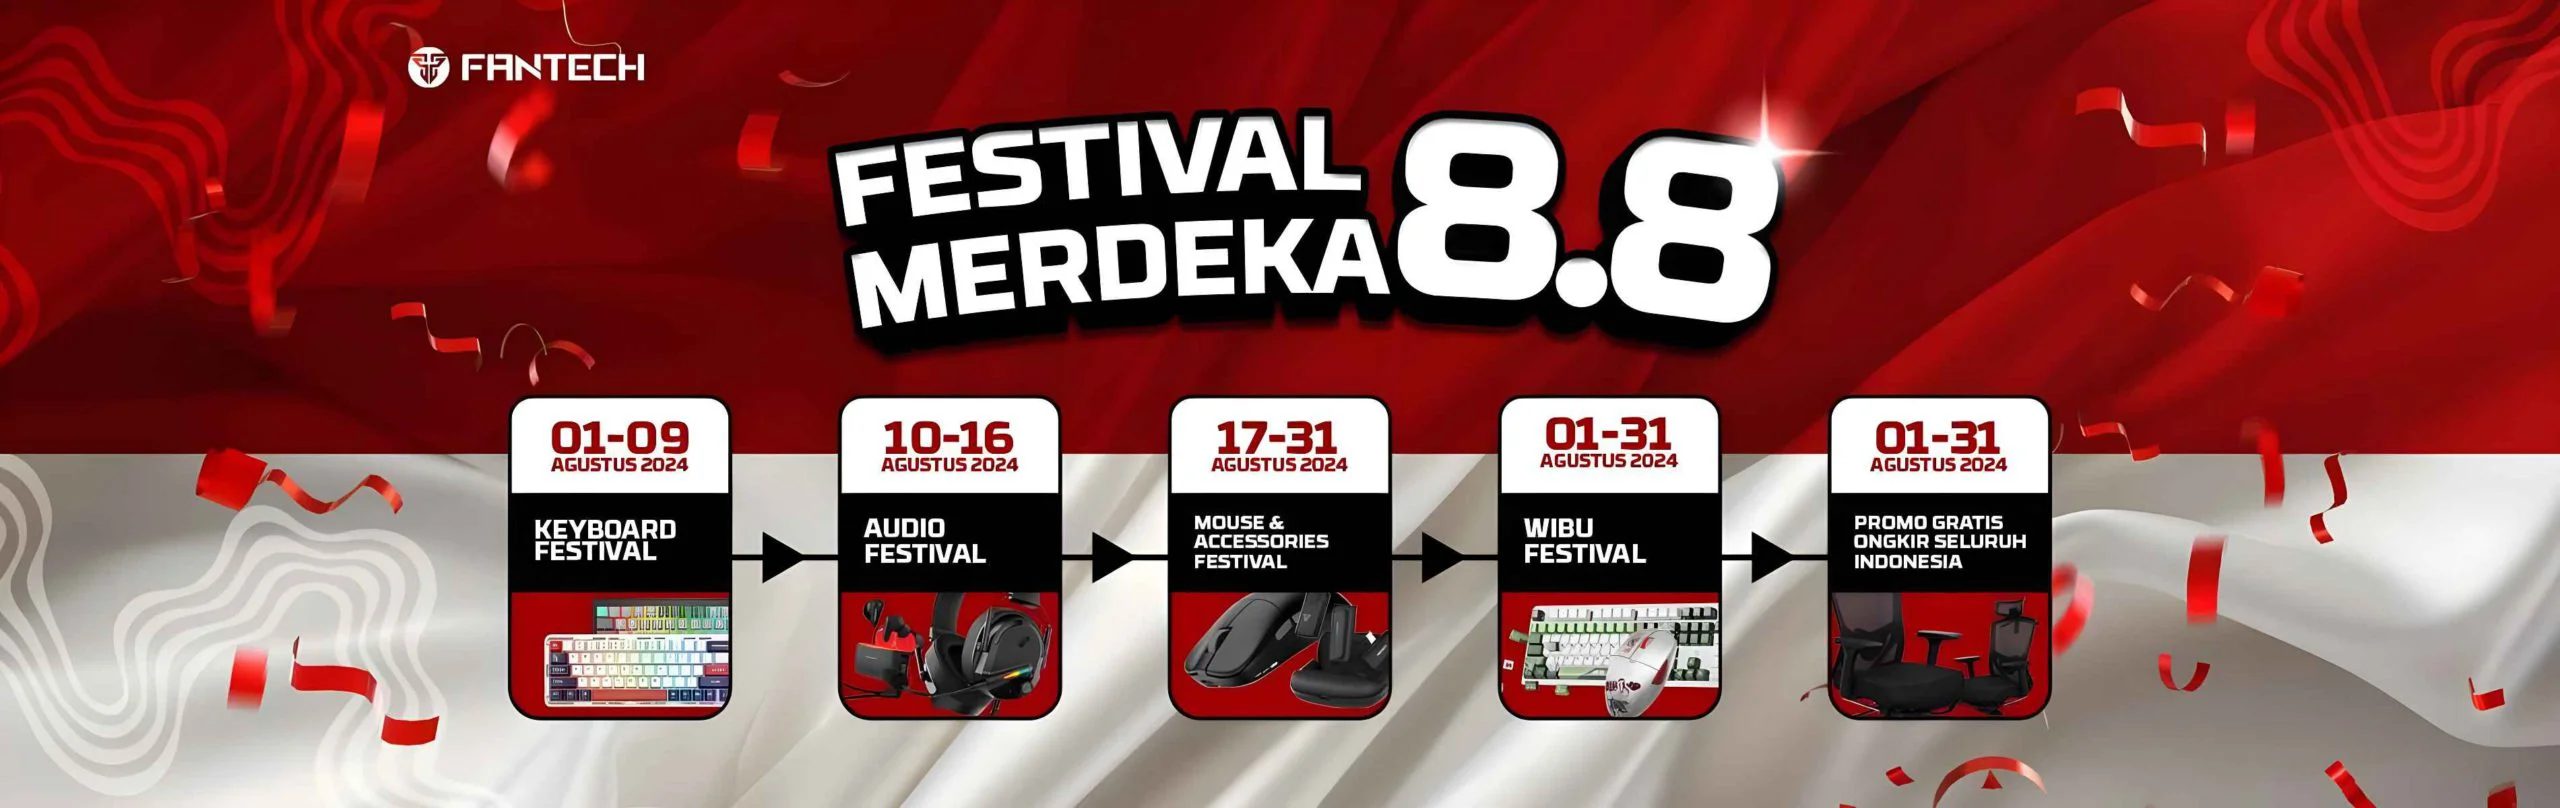 FANTECH
FESTIVAL
MERDEKA 8.8
01-09
AGUSTUS 2024
KEYBOARD
FESTIVAL
10-16
AGUSTUS 2024
AUDIO
FESTIVAL
17-31
AGUSTUS 2024
MOUSE &
ACCESSORIES
FESTIVAL
01-31
AGUSTUS 2024
WIBU
FESTIVAL
01-31
AGUSTUS 2024
PROMO GRATIS
ONGKIR SELURUH
INDONESIA